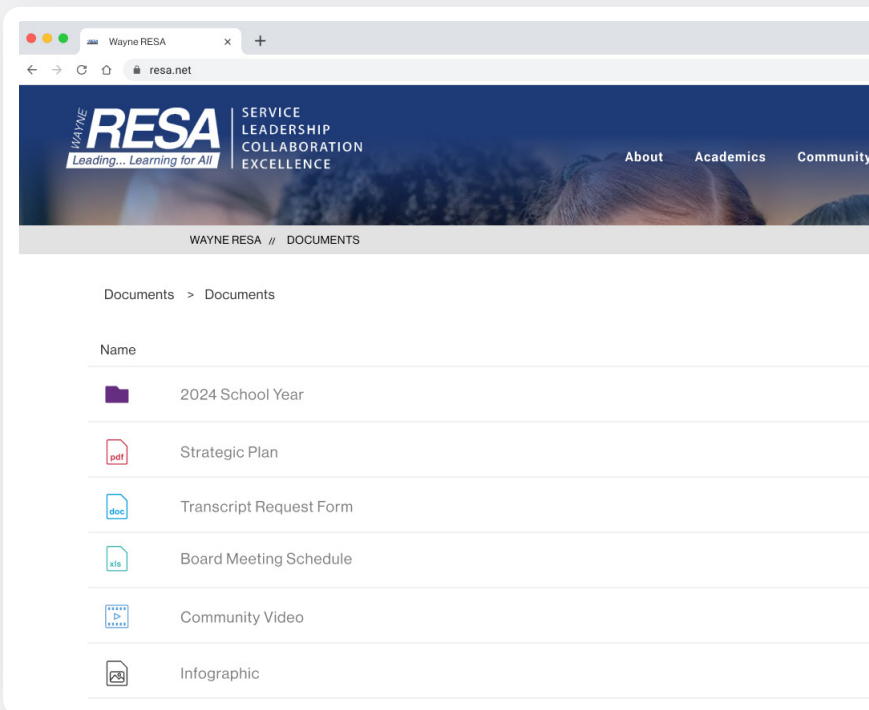 Wayne RESA
resa.net
WAYNE
RESA
Leading... Learning for All
SERVICE
LEADERSHIP
COLLABORATION
EXCELLENCE
About Academics Community
WAYNE RESA // DOCUMENTS
Documents > Documents
Name
2024 School Year
pdf Strategic Plan
doc Transcript Request Form
xls Board Meeting Schedule
Community Video
Infographic